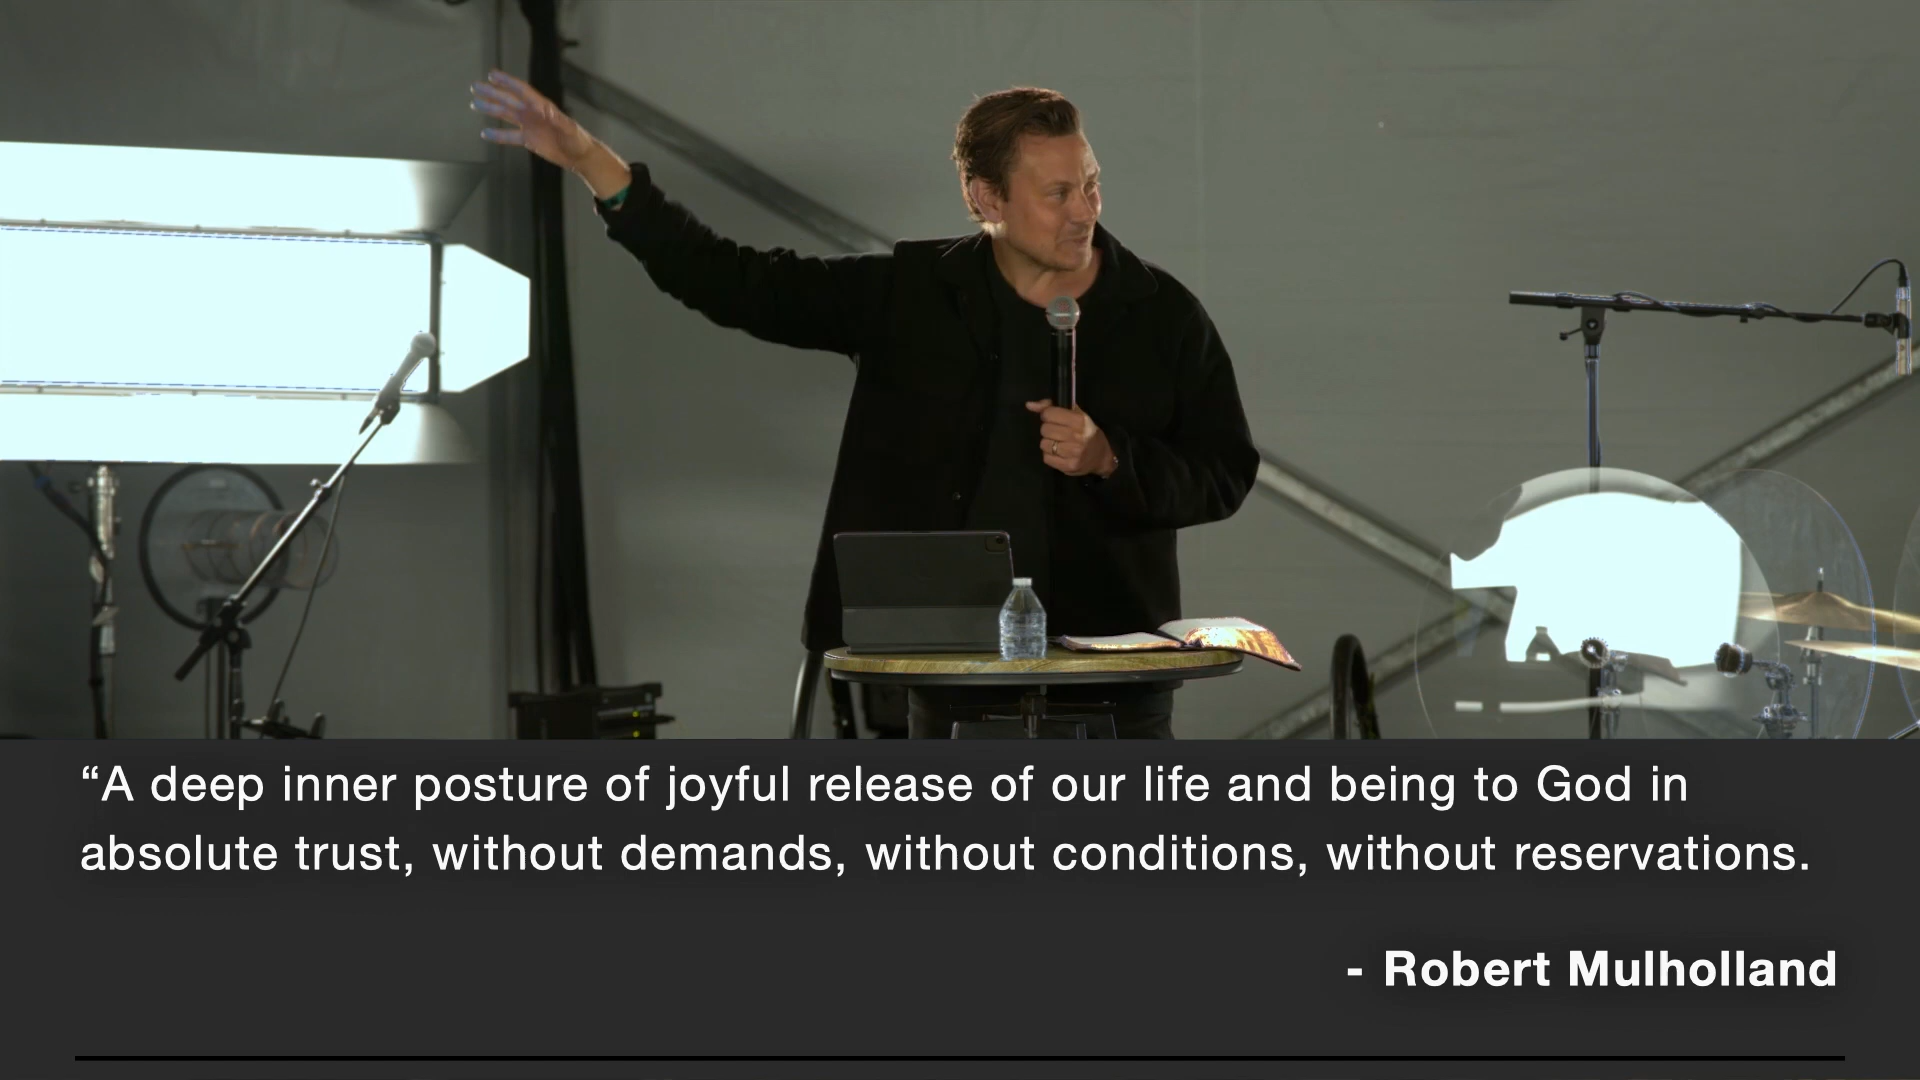 “A deep inner posture of joyful release of our life and being to God in
absolute trust, without demands, without conditions, without reservations.
- Robert Mulholland